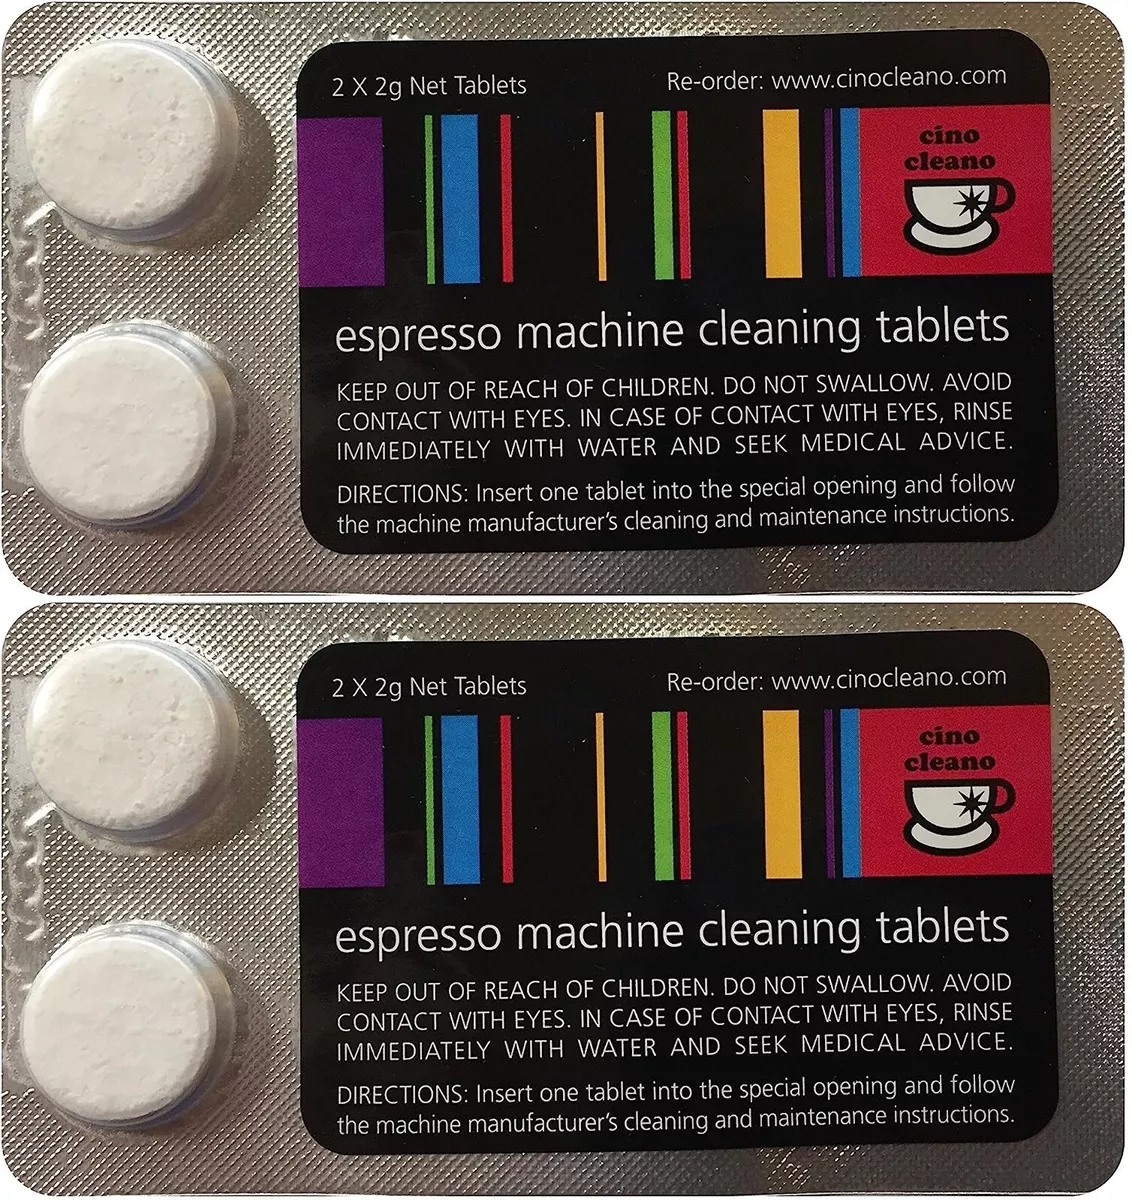 2 X 2g Net Tablets
Re-order: www.cinocleano.com
cino
cleano
espresso machine cleaning tablets
KEEP OUT OF REACH OF CHILDREN. DO NOT SWALLOW. AVOID
CONTACT WITH EYES. IN CASE OF CONTACT WITH EYES, RINSE
IMMEDIATELY WITH WATER AND SEEK MEDICAL ADVICE.
DIRECTIONS: Insert one tablet into the special opening and follow
the machine manufacturer's cleaning and maintenance instructions.
2 X 2g Net Tablets
Re-order: www.cinocleano.com
cino
cleano
espresso machine cleaning tablets
KEEP OUT OF REACH OF CHILDREN. DO NOT SWALLOW. AVOID
CONTACT WITH EYES. IN CASE OF CONTACT WITH EYES, RINSE
IMMEDIATELY WITH WATER AND SEEK MEDICAL ADVICE.
DIRECTIONS: Insert one tablet into the special opening and follow
the machine manufacturer's cleaning and maintenance instructions.